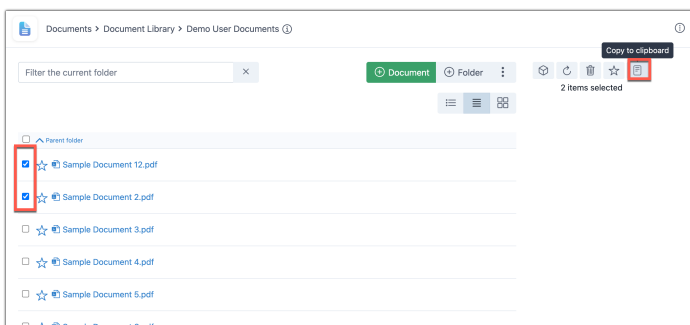 Documents > Document Library > Demo User Documents
Copy to clipboard
Filter the current folder
Document
Folder
2 items selected
Parent folder
Sample Document 12.pdf
Sample Document 2.pdf
Sample Document 3.pdf
Sample Document 4.pdf
Sample Document 5.pdf